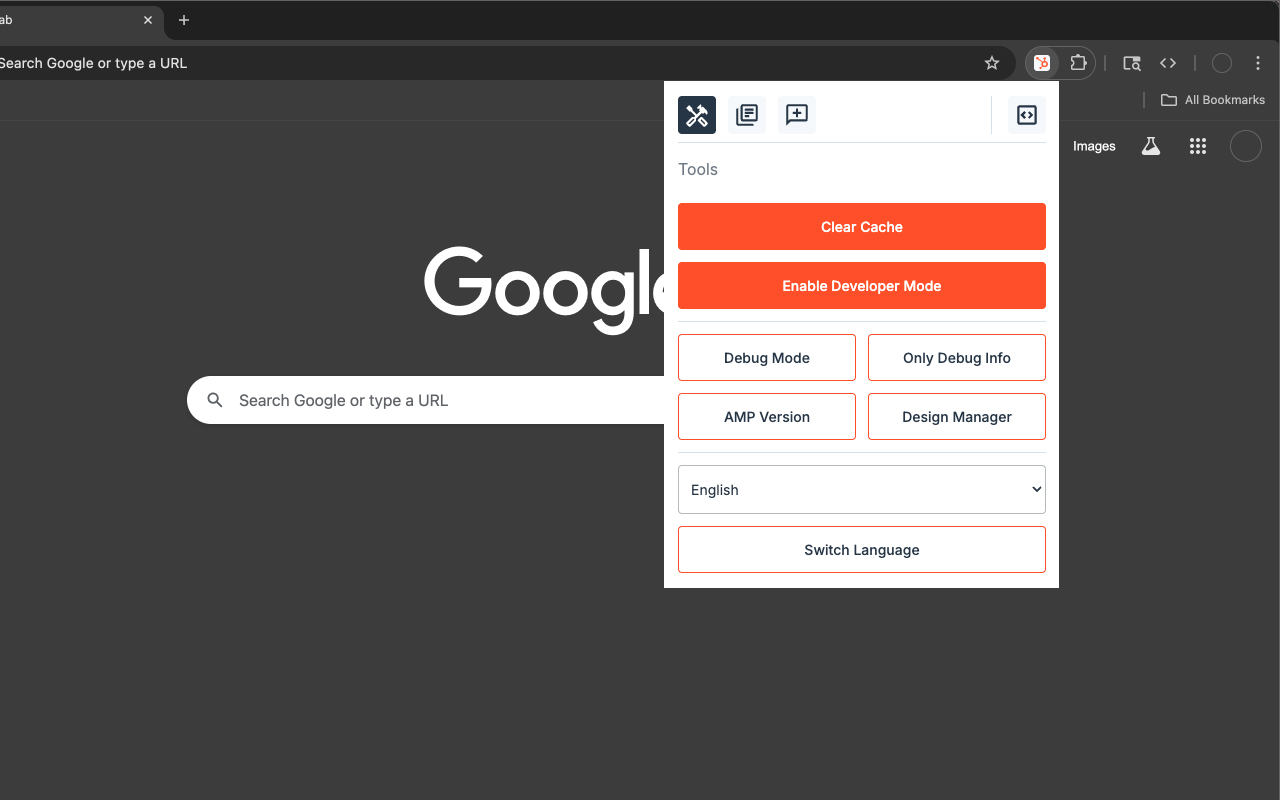 ab
Search Google or type a URL
All Bookmarks
Images
Tools
Clear Cache
Enable Developer Mode
Debug Mode
Only Debug Info
AMP Version
Design Manager
English
Switch Language
Google
Search Google or type a URL